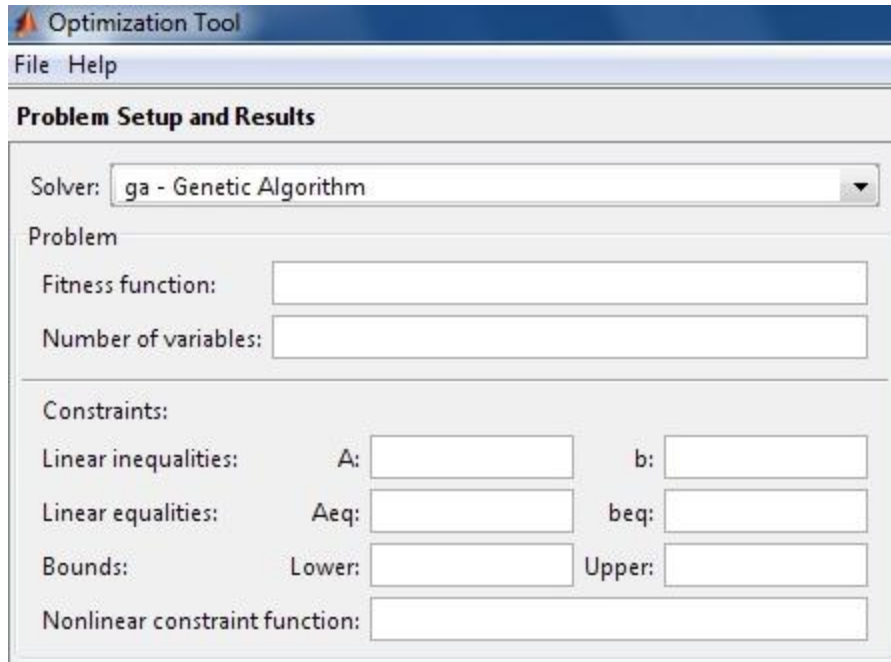 Optimization Tool
File Help
Problem Setup and Results
Solver: ga - Genetic Algorithm
Problem
Fitness function:
Number of variables:
Constraints:
Linear inequalities: A: b:
Linear equalities: Aeq: beq:
Bounds: Lower: Upper:
Nonlinear constraint function: